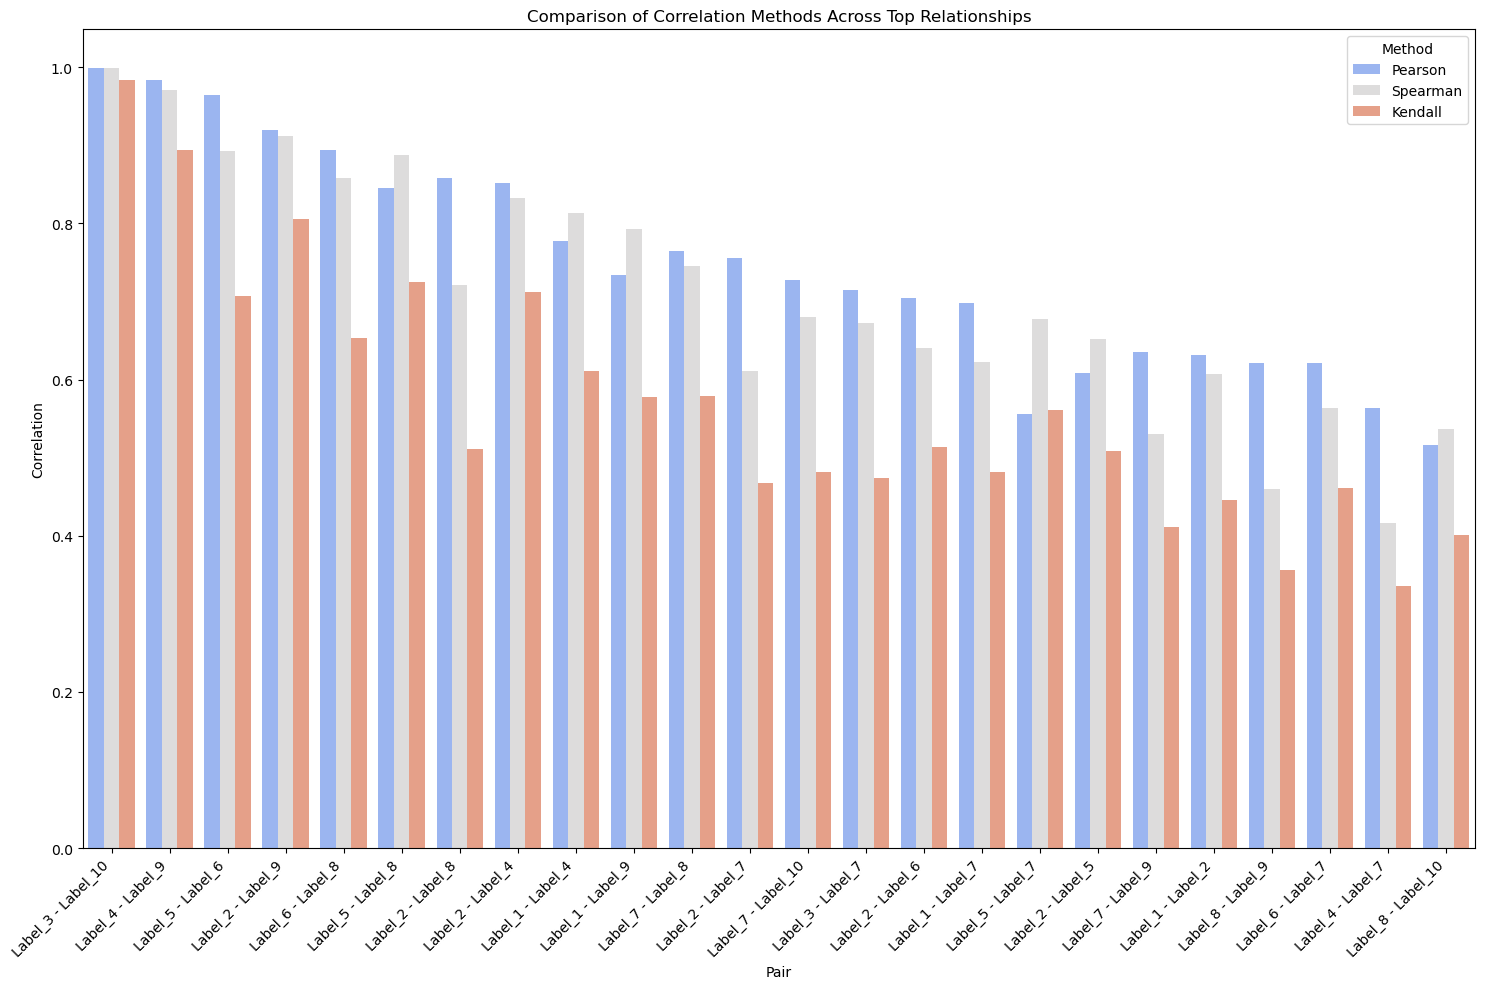 Comparison of Correlation Methods Across Top Relationships
Method
Pearson
Spearman
Kendall
Correlation
1.0
0.8
0.6
0.4
0.2
0.0
Label_3 - Label_10
Label_4 - Label_9
Label_5 - Label_6
Label_2 - Label_9
Label_6 - Label_8
Label_5 - Label_8
Label_2 - Label_8
Label_2 - Label_4
Label_1 - Label_4
Label_1 - Label_9
Label_7 - Label_8
Label_2 - Label_7
Label_7 - Label_10
Label_3 - Label_7
Label_2 - Label_6
Label_1 - Label_7
Label_5 - Label_7
Label_2 - Label_5
Label_7 - Label_9
Label_1 - Label_2
Label_8 - Label_9
Label_6 - Label_7
Label_4 - Label_7
Label_8 - Label_10
Pair